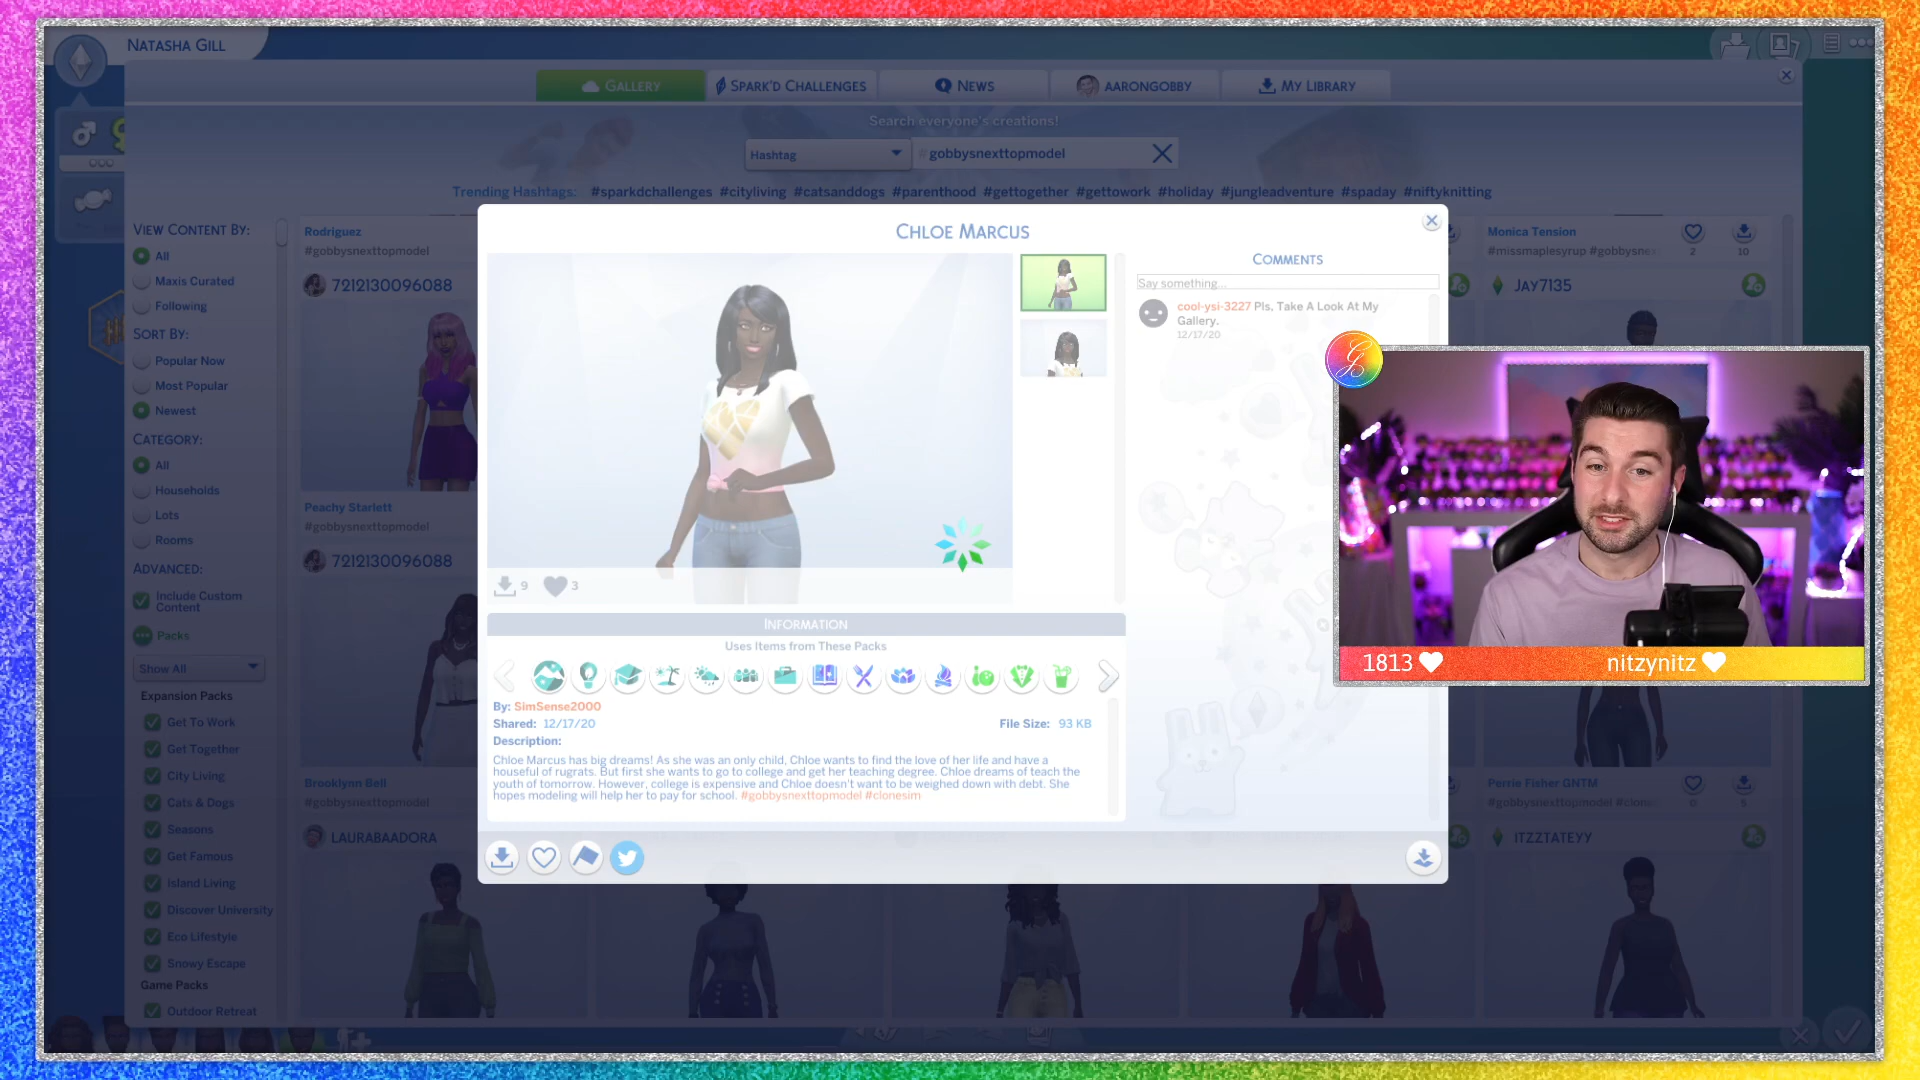 NATASHA GILL
GALLERY
SPARK'D CHALLENGES
NEWS
AARONGOBBY
MY LIBRARY
Search everyone's creations!
Hashtag
# gobbysnexttopmodel
Trending Hashtags: #sparkdchallenges #cityliving #catsanddogs #parenthood #gettogether #gettowork #holiday #jungleadventure #spaday #niftyknitting
VIEW CONTENT BY:
All
Maxis Curated
Following
SORT BY:
Popular Now
Most Popular
Newest
CATEGORY:
All
Households
Lots
Rooms
ADVANCED:
Include Custom
Content
Packs
Show All
Expansion Packs
Get To Work
Get Together
City Living
Cats & Dogs
Seasons
Get Famous
Island Living
Discover University
Eco Lifestyle
Snowy Escape
Game Packs
Outdoor Retreat
Rodriguez
#gobbysnexttopmodel
7212130096088
Peachy Starlett
#gobbysnexttopmodel
7212130096088
Brooklynn Bell
#gobbysnexttopmodel
LAURABAADORA
CHLOE MARCUS
9
3
INFORMATION
Uses Items from These Packs
By: SimSense2000
Shared: 12/17/20
File Size: 93 KB
Description:
Chloe Marcus has big dreams! As she was an only child, Chloe wants to find the love of her life and have a
houseful of rugrats. But first she wants to go to college and get her teaching degree. Chloe dreams of teach the
youth of tomorrow. However, college is expensive and Chloe doesn't want to be weighed down with debt. She
hopes modeling will help her to pay for school. #gobbysnexttopmodel #clonesim
COMMENTS
Say something...
cool-ysi-3227 Pls, Take A Look At My
Gallery.
12/17/20
Monica Tension
#missmaplesyrup #gobbysne
2
10
JAY7135
G
1813
nitzynitz
Perrie Fisher GNTM
#gobbysnexttopmodel #clone
0
5
ITZZTATEYY